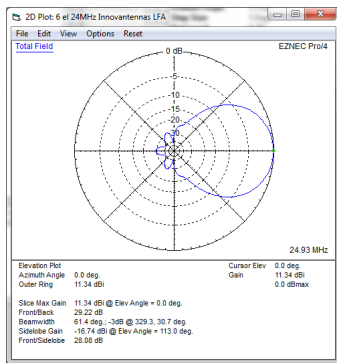 2D Plot: 6 el 24MHz Innovantennas LFA
File Edit View Options Reset
Total Field
EZNEC Pro/4
0 dB
-5
-10
-15
-20
-30
24.93 MHz
Elevation Plot
Azimuth Angle 0.0 deg.
Outer Ring 11.34 dBi
Cursor Elev 0.0 deg.
Gain 11.34 dBi
0.0 dBmax
Slice Max Gain 11.34 dBi @ Elev Angle = 0.0 deg.
Front/Back 29.22 dB
Beamwidth 61.4 deg.; -3dB @ 329.3, 30.7 deg.
Sidelobe Gain -16.74 dBi @ Elev Angle = 113.0 deg.
Front/Sidelobe 28.08 dB